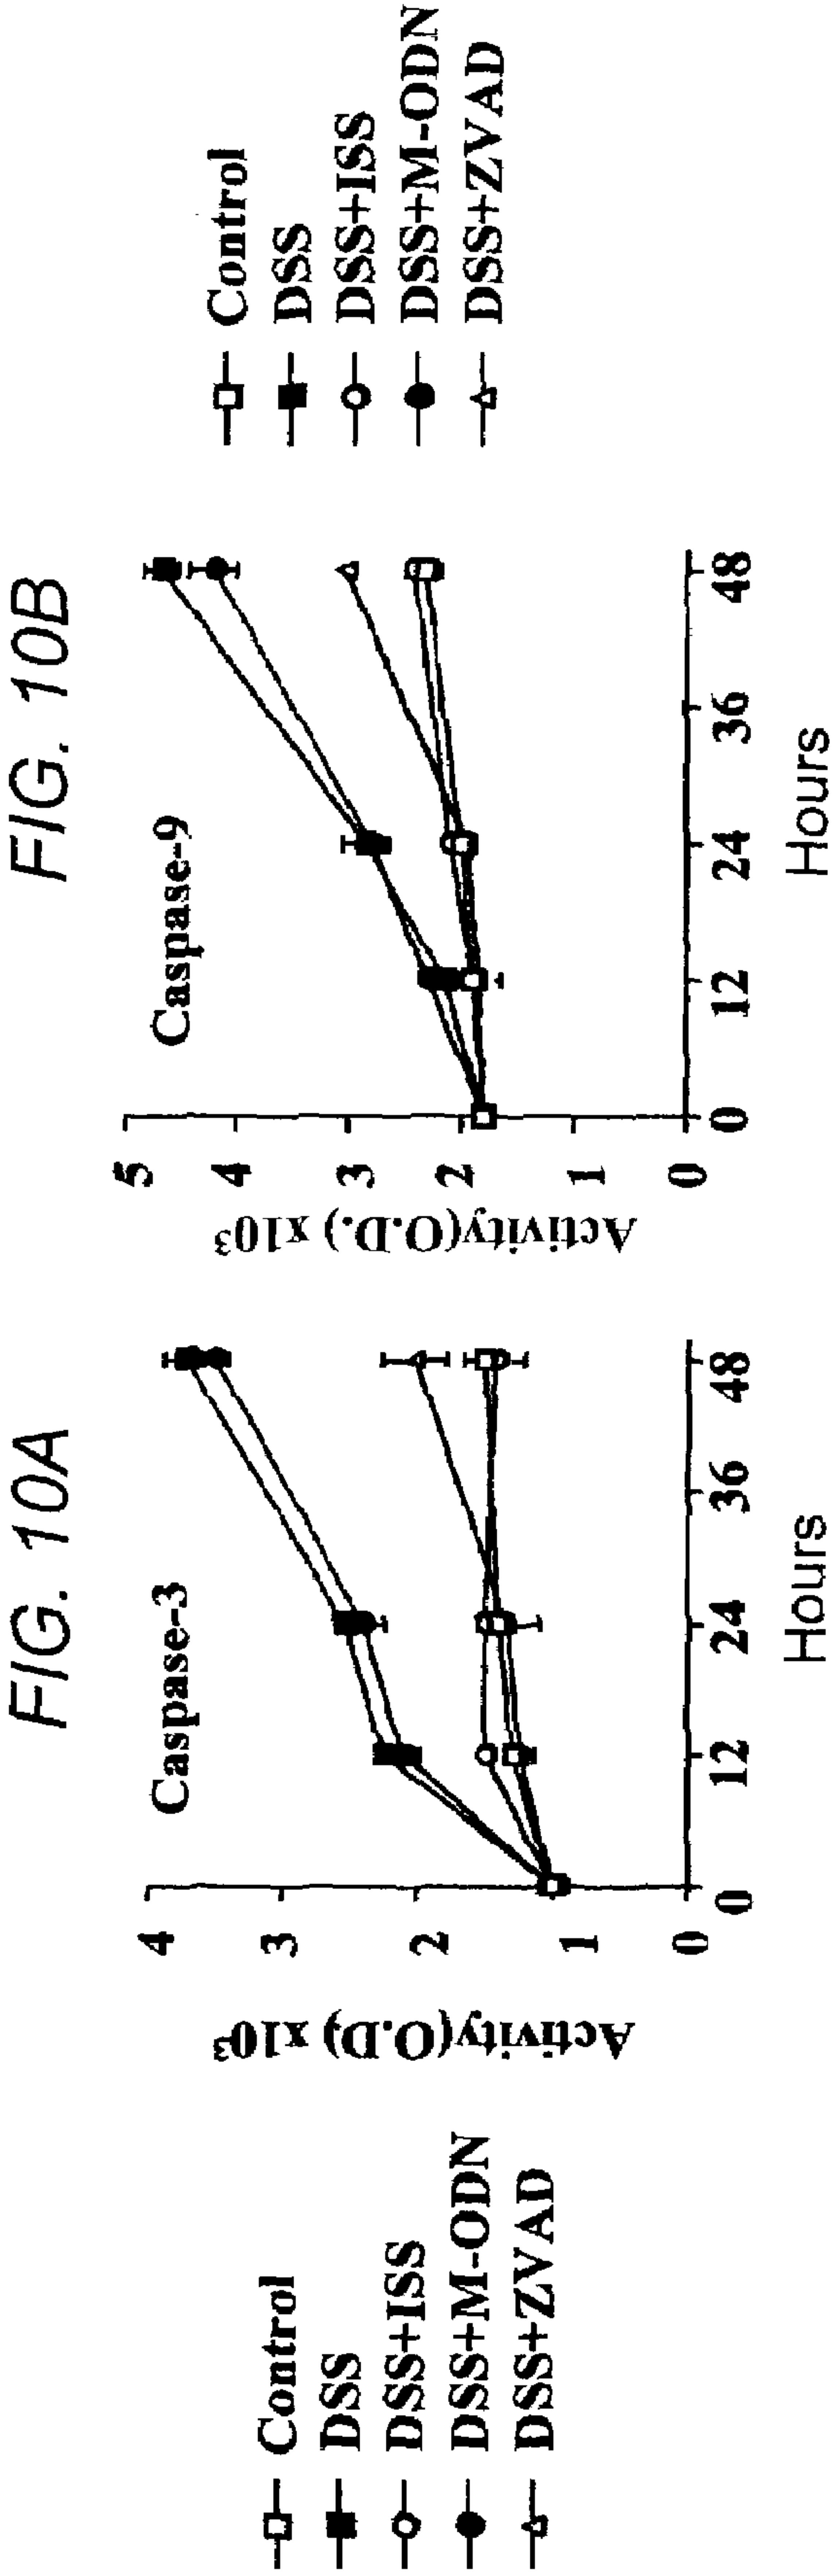 FIG. 10A
Caspase-3
Activity(O.D) x10³
4
3
2
1
0
0
12
24
36
48
Hours
Control
DSS
DSS+ISS
DSS+M-ODN
DSS+ZVAD
FIG. 10B
Caspase-9
Activity(O.D.) x10³
5
4
3
2
1
0
0
12
24
36
48
Hours
Control
DSS
DSS+ISS
DSS+M-ODN
DSS+ZVAD